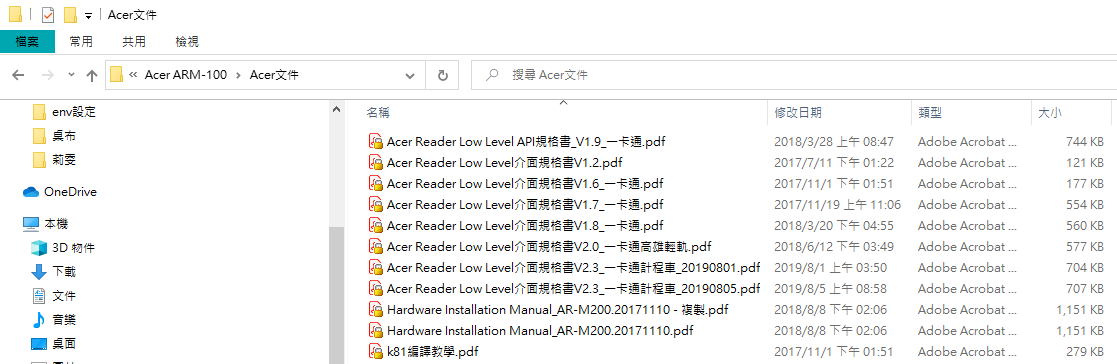 Acer文件
檔案 常用 共用 檢視
Acer ARM-100 Acer文件 搜尋 Acer文件
env設定
桌布
莉雯
OneDrive
本機
3D 物件
下載
文件
音樂
桌面
名稱 修改日期 類型 大小
Acer Reader Low Level API規格書_V1.9_一卡通.pdf 2018/3/28 上午 08:47 Adobe Acrobat ... 744 KB
Acer Reader Low Level介面規格書V1.2.pdf 2017/7/11 下午 01:22 Adobe Acrobat ... 121 KB
Acer Reader Low Level介面規格書V1.6_一卡通.pdf 2017/11/1 下午 01:51 Adobe Acrobat ... 177 KB
Acer Reader Low Level介面規格書V1.7_一卡通.pdf 2017/11/19 上午 11:06 Adobe Acrobat ... 554 KB
Acer Reader Low Level介面規格書V1.8_一卡通.pdf 2018/3/20 下午 04:55 Adobe Acrobat ... 560 KB
Acer Reader Low Level介面規格書V2.0_一卡通高雄輕軌.pdf 2018/6/12 下午 03:49 Adobe Acrobat ... 577 KB
Acer Reader Low Level介面規格書V2.3_一卡通計程車_20190801.pdf 2019/8/1 上午 03:50 Adobe Acrobat ... 704 KB
Acer Reader Low Level介面規格書V2.3_一卡通計程車_20190805.pdf 2019/8/5 上午 08:58 Adobe Acrobat ... 707 KB
Hardware Installation Manual_AR-M200.20171110 - 複製.pdf 2018/8/8 下午 02:06 Adobe Acrobat ... 1,151 KB
Hardware Installation Manual_AR-M200.20171110.pdf 2018/8/8 下午 02:06 Adobe Acrobat ... 1,151 KB
k81編譯教學.pdf 2017/11/1 下午 01:51 Adobe Acrobat ... 279 KB